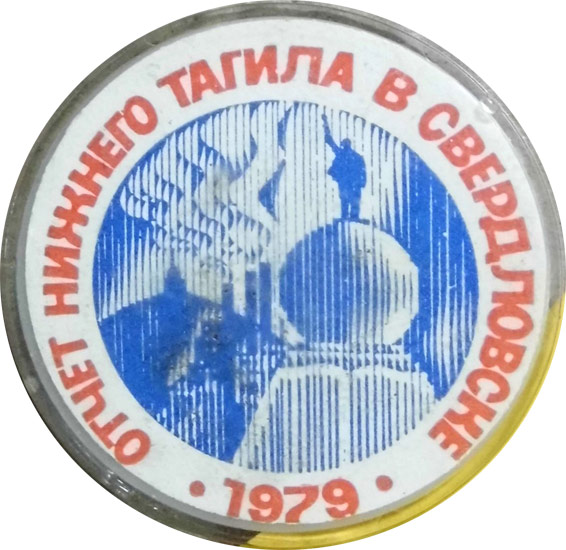 ОТЧЕТ НИЖНЕГО ТАГИЛА В СВЕРДЛОВСКЕ
• 1979 •